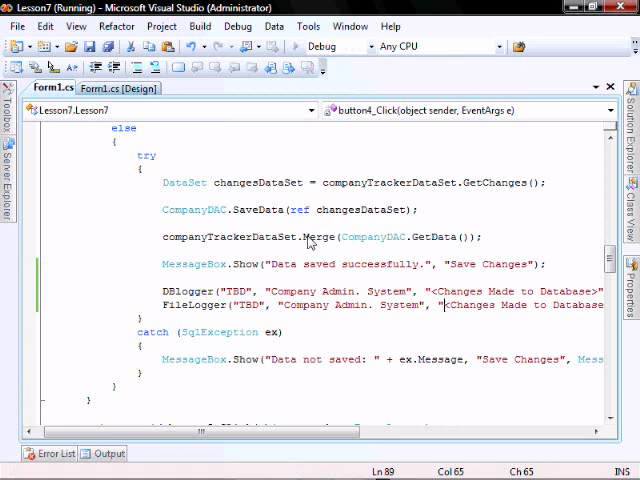 Lesson7 (Running) - Microsoft Visual Studio (Administrator)
File Edit View Refactor Project Build Debug Data Tools Test Window Community Help
Debug Any CPU
Form1.cs Form1.cs [Design]
Lesson7.Lesson7 button4_Click(object sender, EventArgs e)
Toolbox
Server Explorer
else
{
try
{
DataSet changesDataSet = companyTrackerDataSet.GetChanges();
CompanyDAC.SaveData(ref changesDataSet);
companyTrackerDataSet.Merge(CompanyDAC.GetData());
MessageBox.Show("Data saved successfully.", "Save Changes");
DBlogger("TBD", "Company Admin. System", "<Changes Made to Database>"
FileLogger("TBD", "Company Admin. System", "<Changes Made to Database
}
catch (SqlException ex)
{
MessageBox.Show("Data not saved: " + ex.Message, "Save Changes", Messa
}
}
}
Solution Explorer
Class View
Properties
Error List Output
Ln 89 Col 65 Ch 65 INS